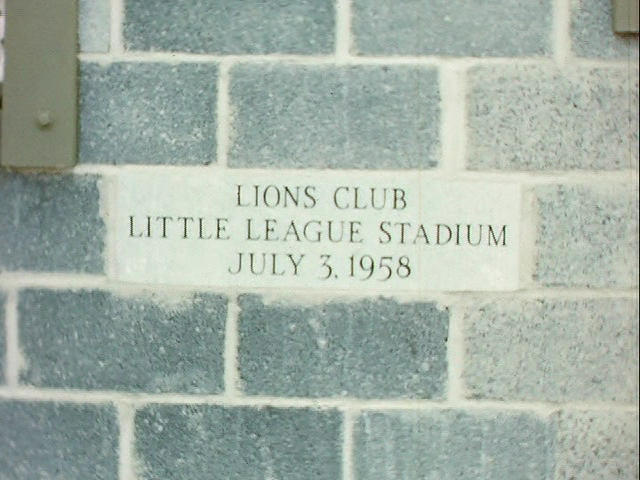 LIONS CLUB
LITTLE LEAGUE STADIUM
JULY 3, 1958